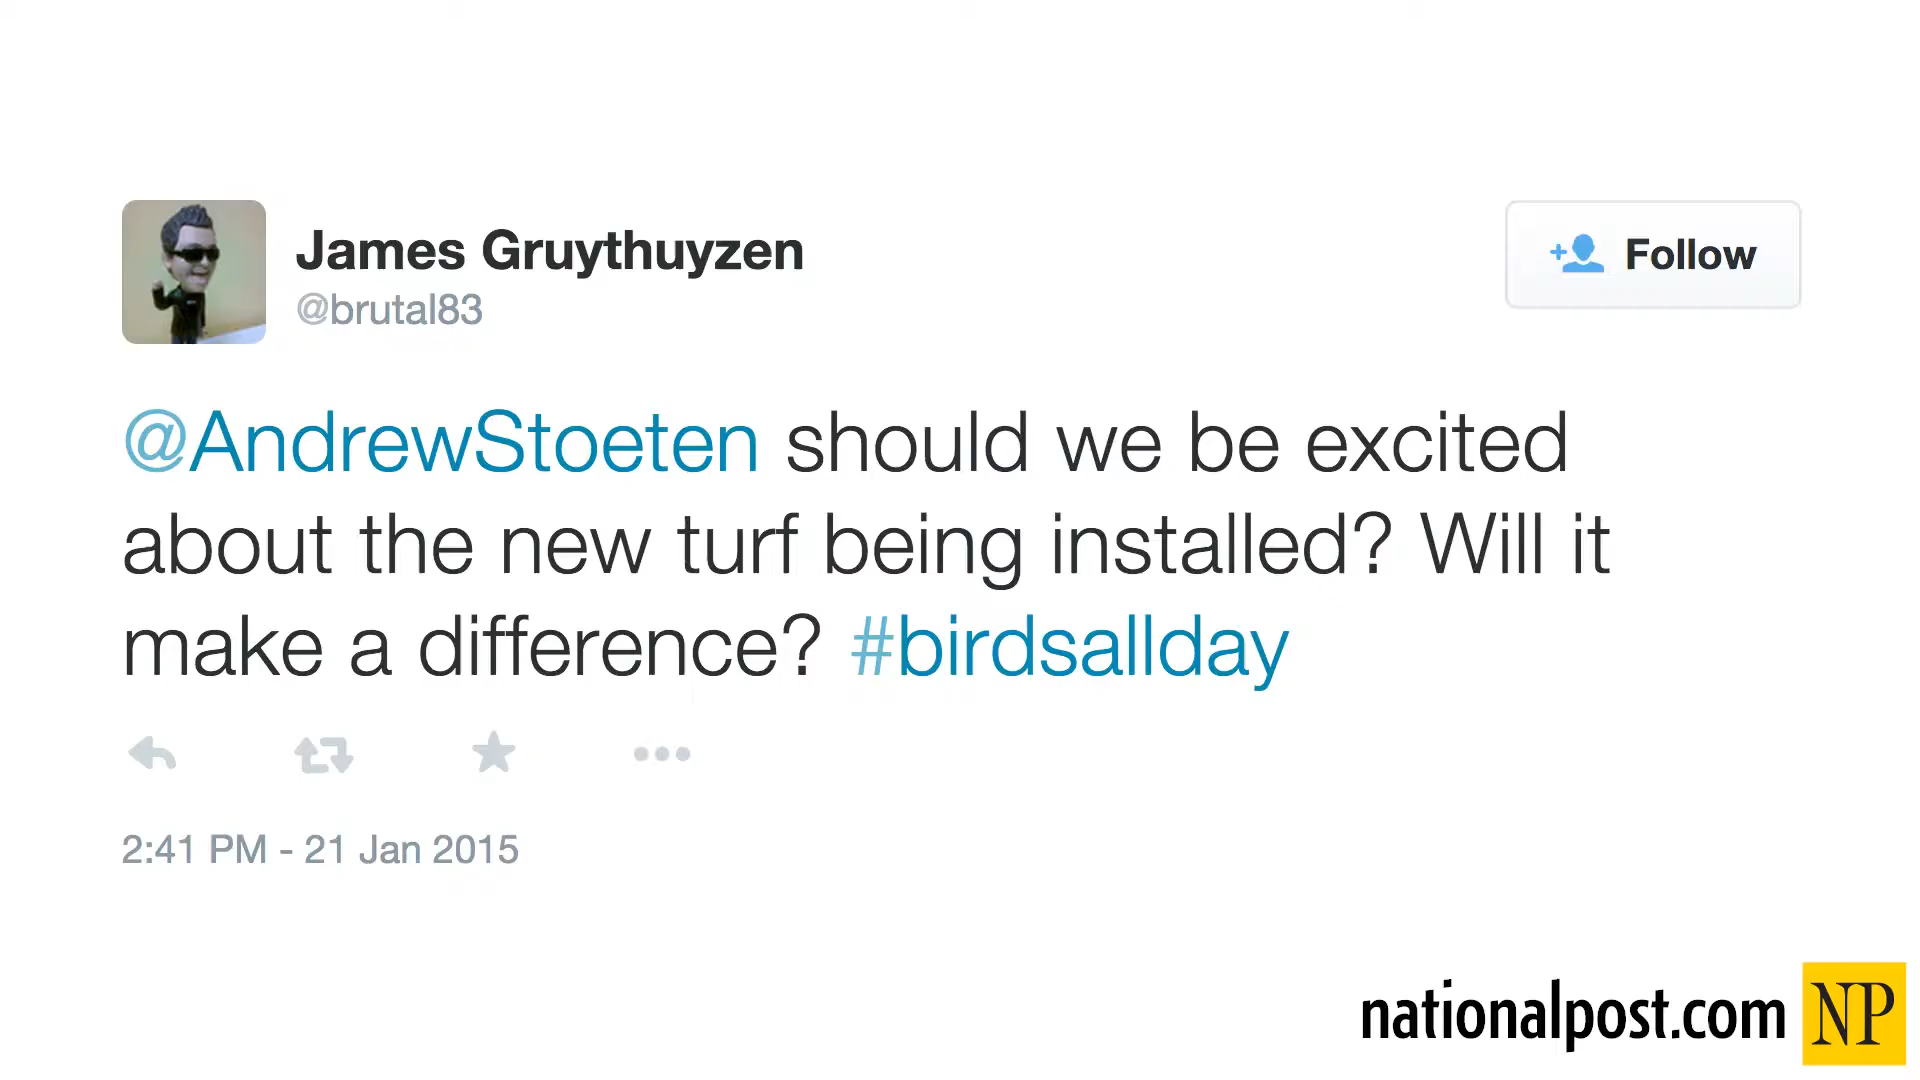 James Gruythuyzen
@brutal83
Follow
@AndrewStoeten should we be excited
about the new turf being installed? Will it
make a difference? #birdsallday
2:41 PM - 21 Jan 2015
nationalpost.com NP